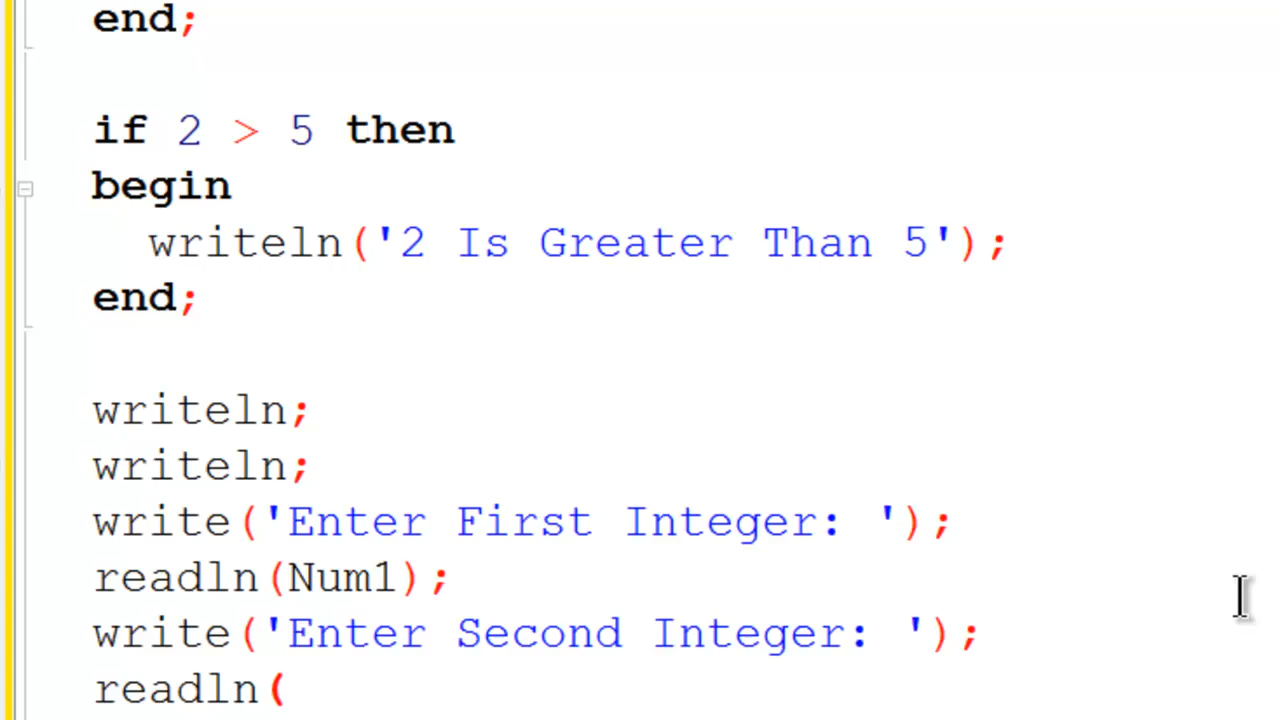 end;
if 2 > 5 then
begin
writeln('2 Is Greater Than 5');
end;
writeln;
writeln;
write('Enter First Integer: ');
readln(Num1);
write('Enter Second Integer: ');
readln(